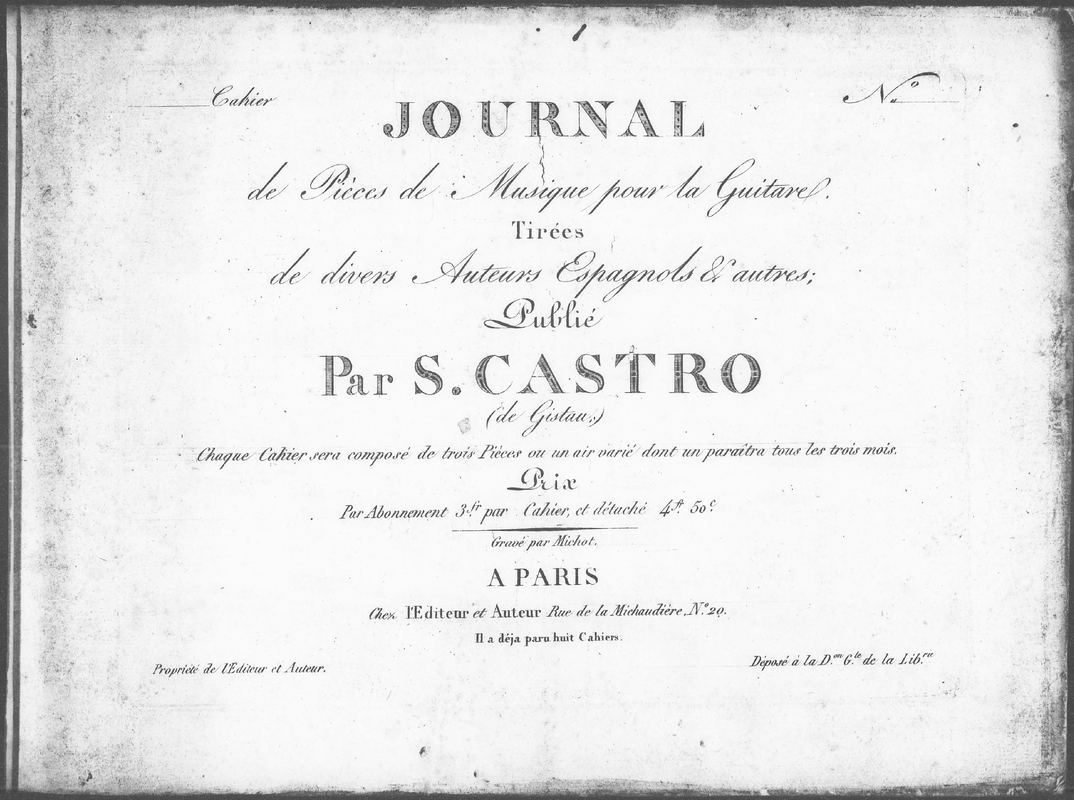 1
Cahier N.o
JOURNAL
de Pièces de Musique pour la Guitare.
Tirées
de divers Auteurs Espagnols & autres;
Publié
Par S. CASTRO
(de Gistau,)
Chaque Cahier sera composé de trois Pièces ou un air varié dont un paraîtra tous les trois mois.
Prix
Par Abonnement 3.fr par Cahier, et détaché 4.ft 50.c
Gravé par Michot.
A PARIS
Chez l'Editeur et Auteur Rue de la Michaudière, N.o 29.
Il a déja paru huit Cahiers.
Propriété de l'Editeur et Auteur.
Déposé à la D.on G.le de la Lib.rie